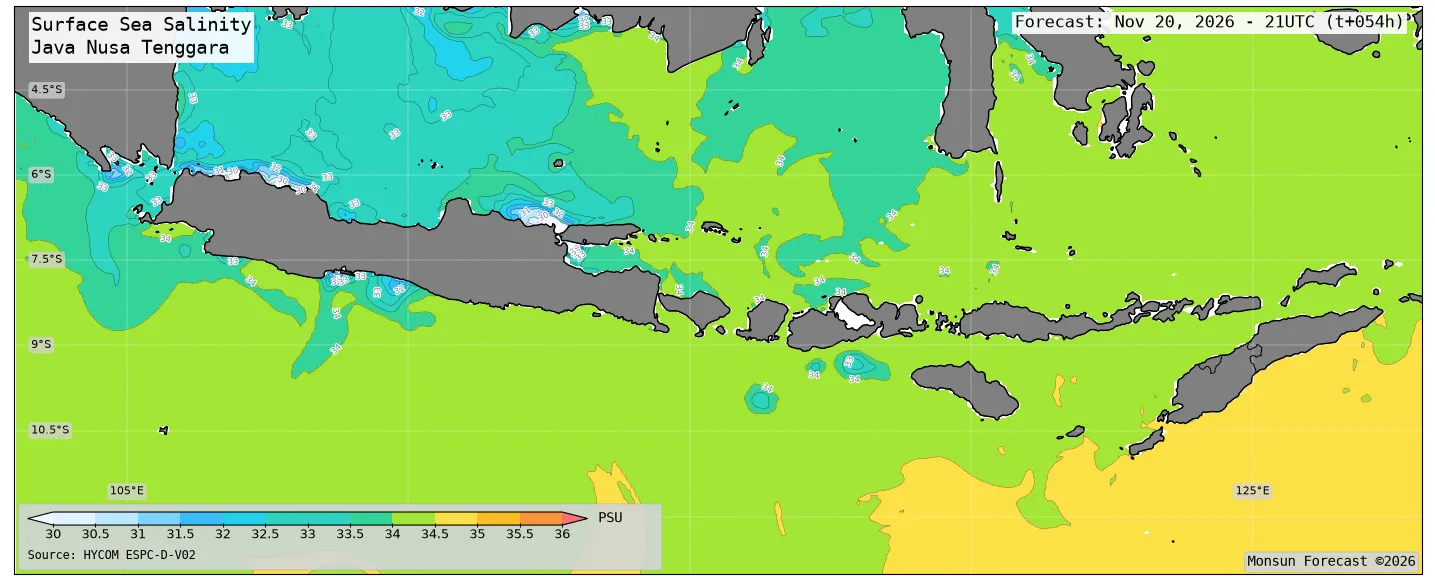 Surface Sea Salinity
Java Nusa Tenggara
Forecast: Nov 20, 2026 - 21UTC (t+054h)
4.5°S
6°S
7.5°S
9°S
10.5°S
105°E
125°E
30 30.5 31 31.5 32 32.5 33 33.5 34 34.5 35 35.5 36
PSU
Source: HYCOM ESPC-D-V02
Monsun Forecast ©2026